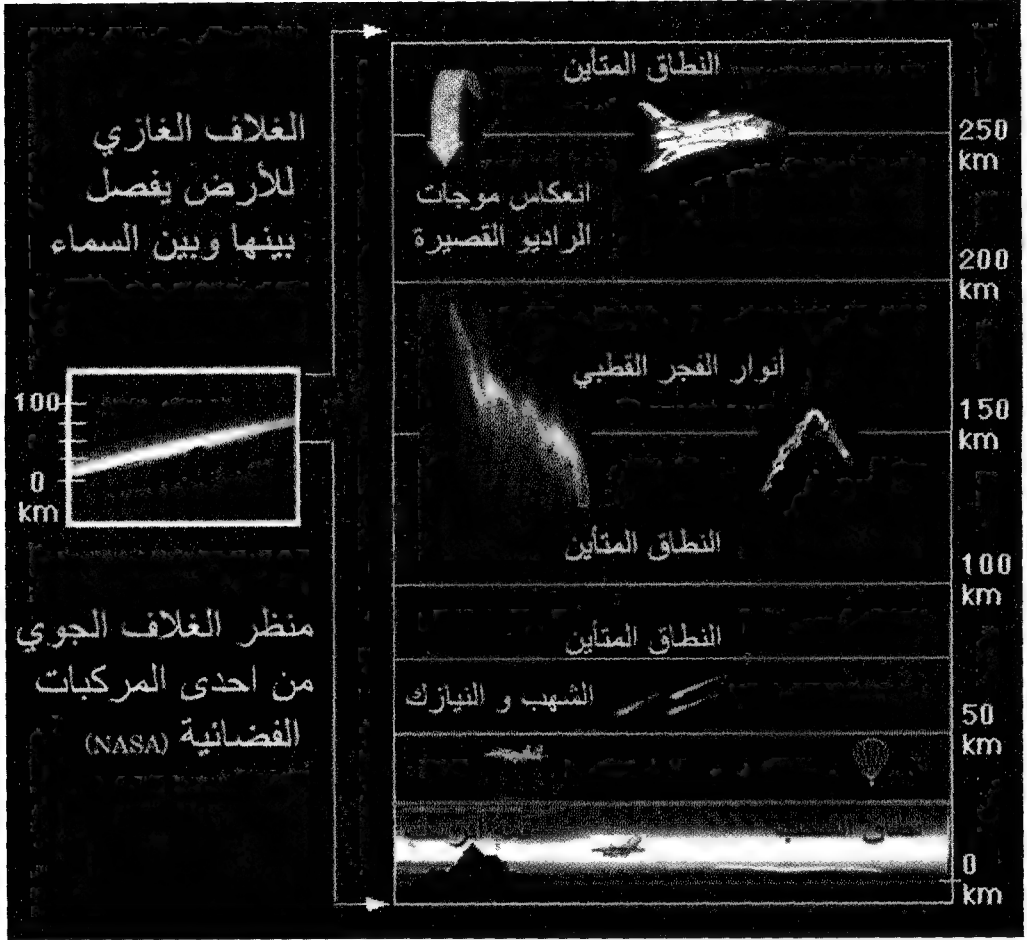 الغلاف الغازي
للأرض يفصل
بينها وبين السماء
100
0
km
منظر الغلاف الجوي
من احدى المركبات
الفضائية (NASA)
النطاق المتأين
250
km
انعكاس موجات
الراديو القصيرة
200
km
أنوار الفجر القطبي
150
km
النطاق المتأين
100
km
النطاق المتأين
الشهب و النيازك
50
km
0
km